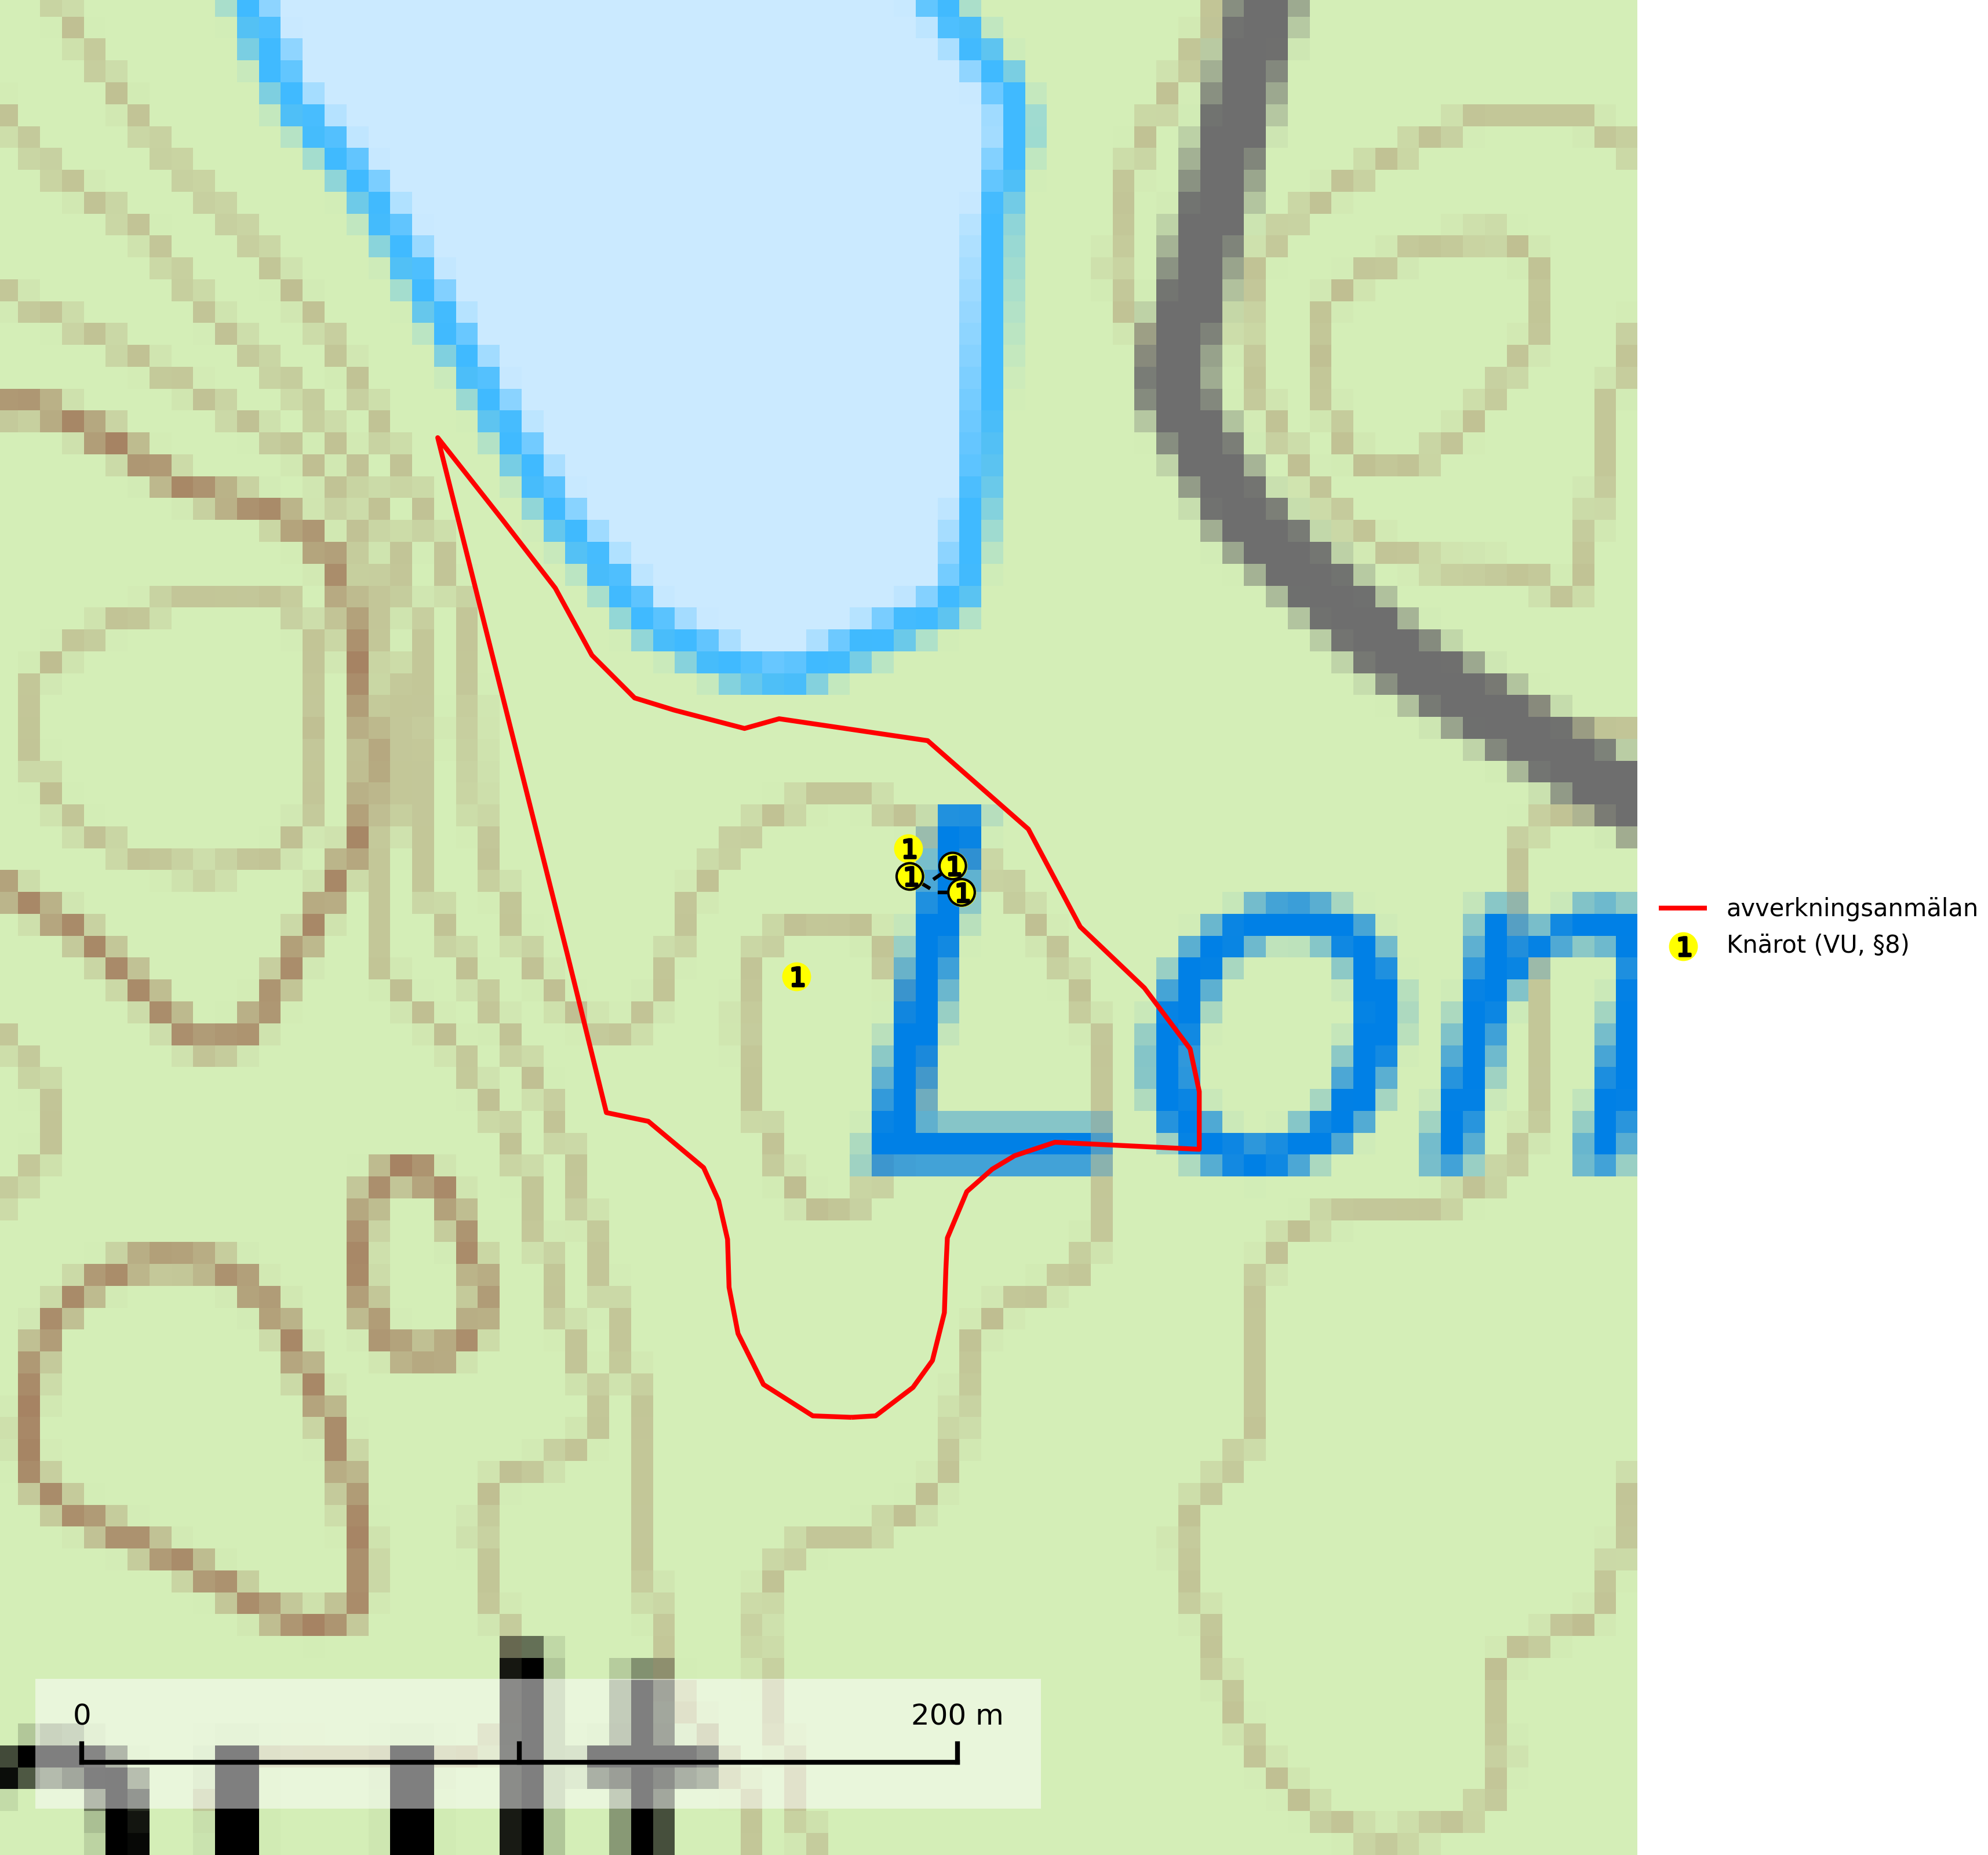 1
1
1
1
1
Lom
avverkningsanmälan
1 Knärot (VU, §8)
0 200 m